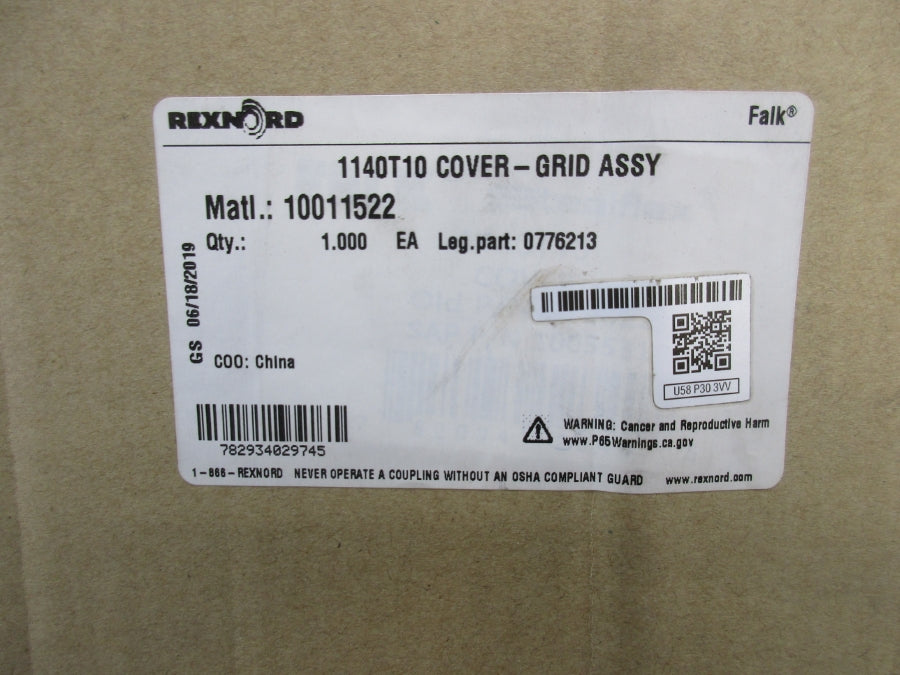 REXNORD
Falk®
1140T10 COVER-GRID ASSY
Matl.: 10011522
Qty.: 1.000 EA Leg.part: 0776213
GS 06/18/2019
COO: China
U58 P30 3VV
782934029745
WARNING: Cancer and Reproductive Harm
www.P65Warnings.ca.gov
1-866-REXNORD NEVER OPERATE A COUPLING WITHOUT AN OSHA COMPLIANT GUARD www.rexnord.com